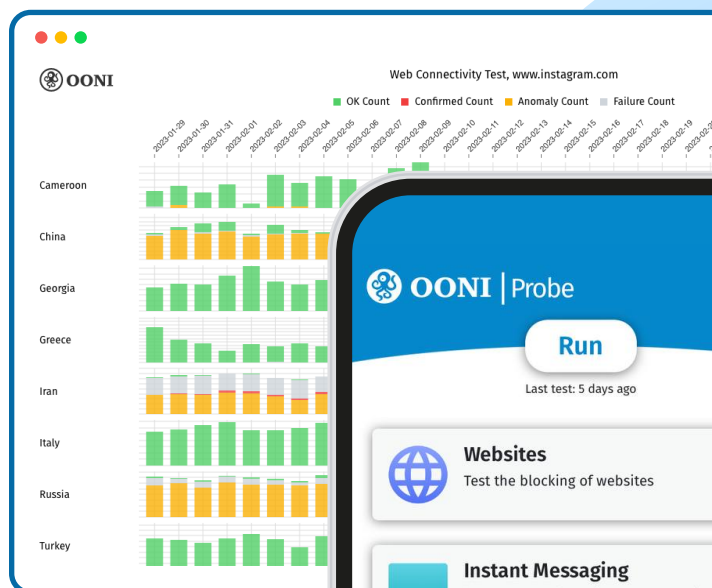 OONI
Web Connectivity Test, www.instagram.com
OK Count Confirmed Count Anomaly Count Failure Count
2023-01-29 2023-01-30 2023-01-31 2023-02-01 2023-02-02 2023-02-03 2023-02-04 2023-02-05 2023-02-06 2023-02-07 2023-02-08 2023-02-09 2023-02-10 2023-02-11 2023-02-12 2023-02-13 2023-02-14 2023-02-15 2023-02-16 2023-02-17 2023-02-18 2023-02-19
Cameroon
China
Georgia
Greece
Iran
Italy
Russia
Turkey
OONI | Probe
Run
Last test: 5 days ago
Websites
Test the blocking of websites
Instant Messaging